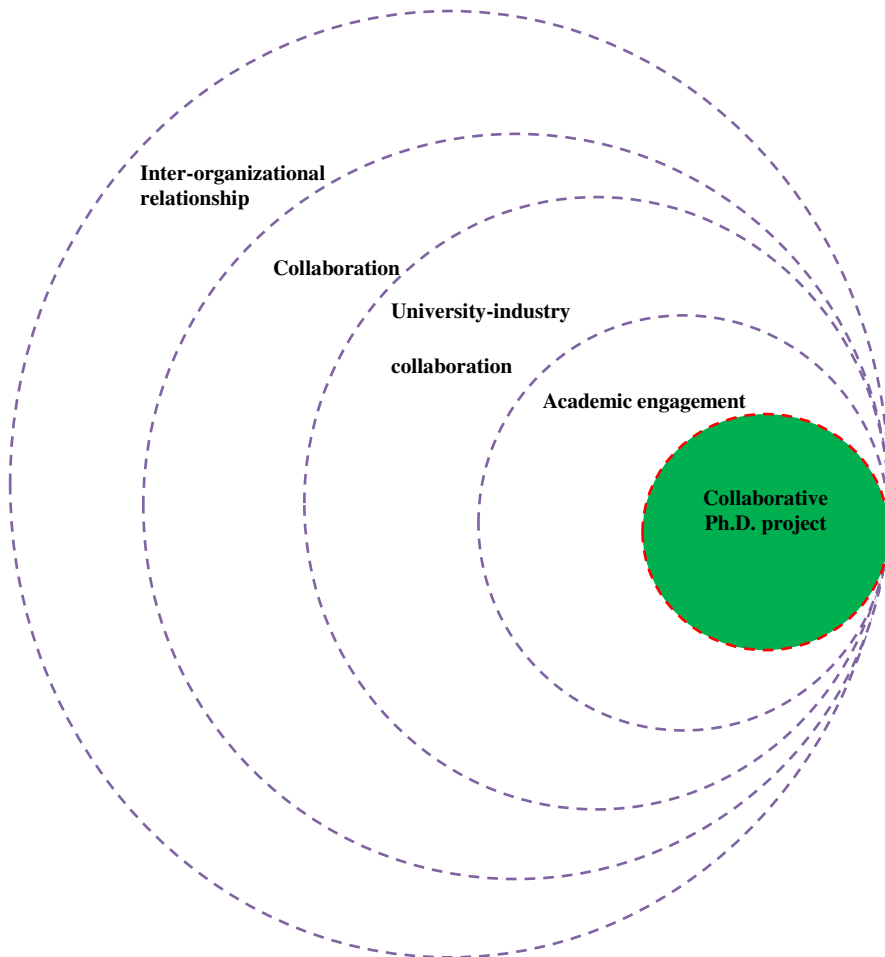 Inter-organizational
relationship
Collaboration
University-industry
collaboration
Academic engagement
Collaborative
Ph.D. project